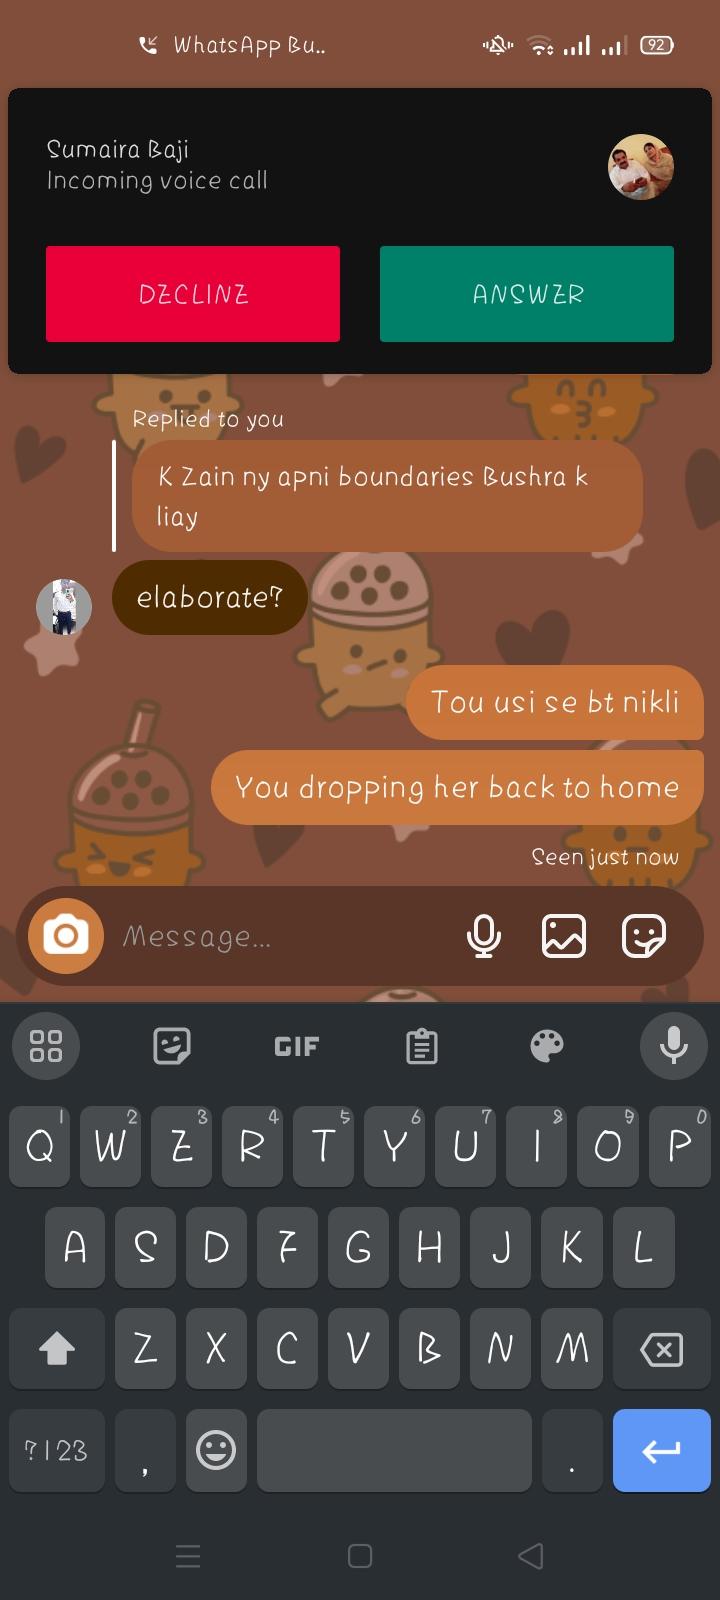 WhatsApp Bu..
92
Sumaira Baji
Incoming voice call
DECLINE
ANSWER
Replied to you
K Zain ny apni boundaries Bushra k
liay
elaborate?
Tou usi se bt nikli
You dropping her back to home
Seen just now
Message...
GIF
1 2 3 4 5 6 7 8 9 0
Q W E R T Y U I O P
A S D F G H J K L
Z X C V B N M
?123 , .